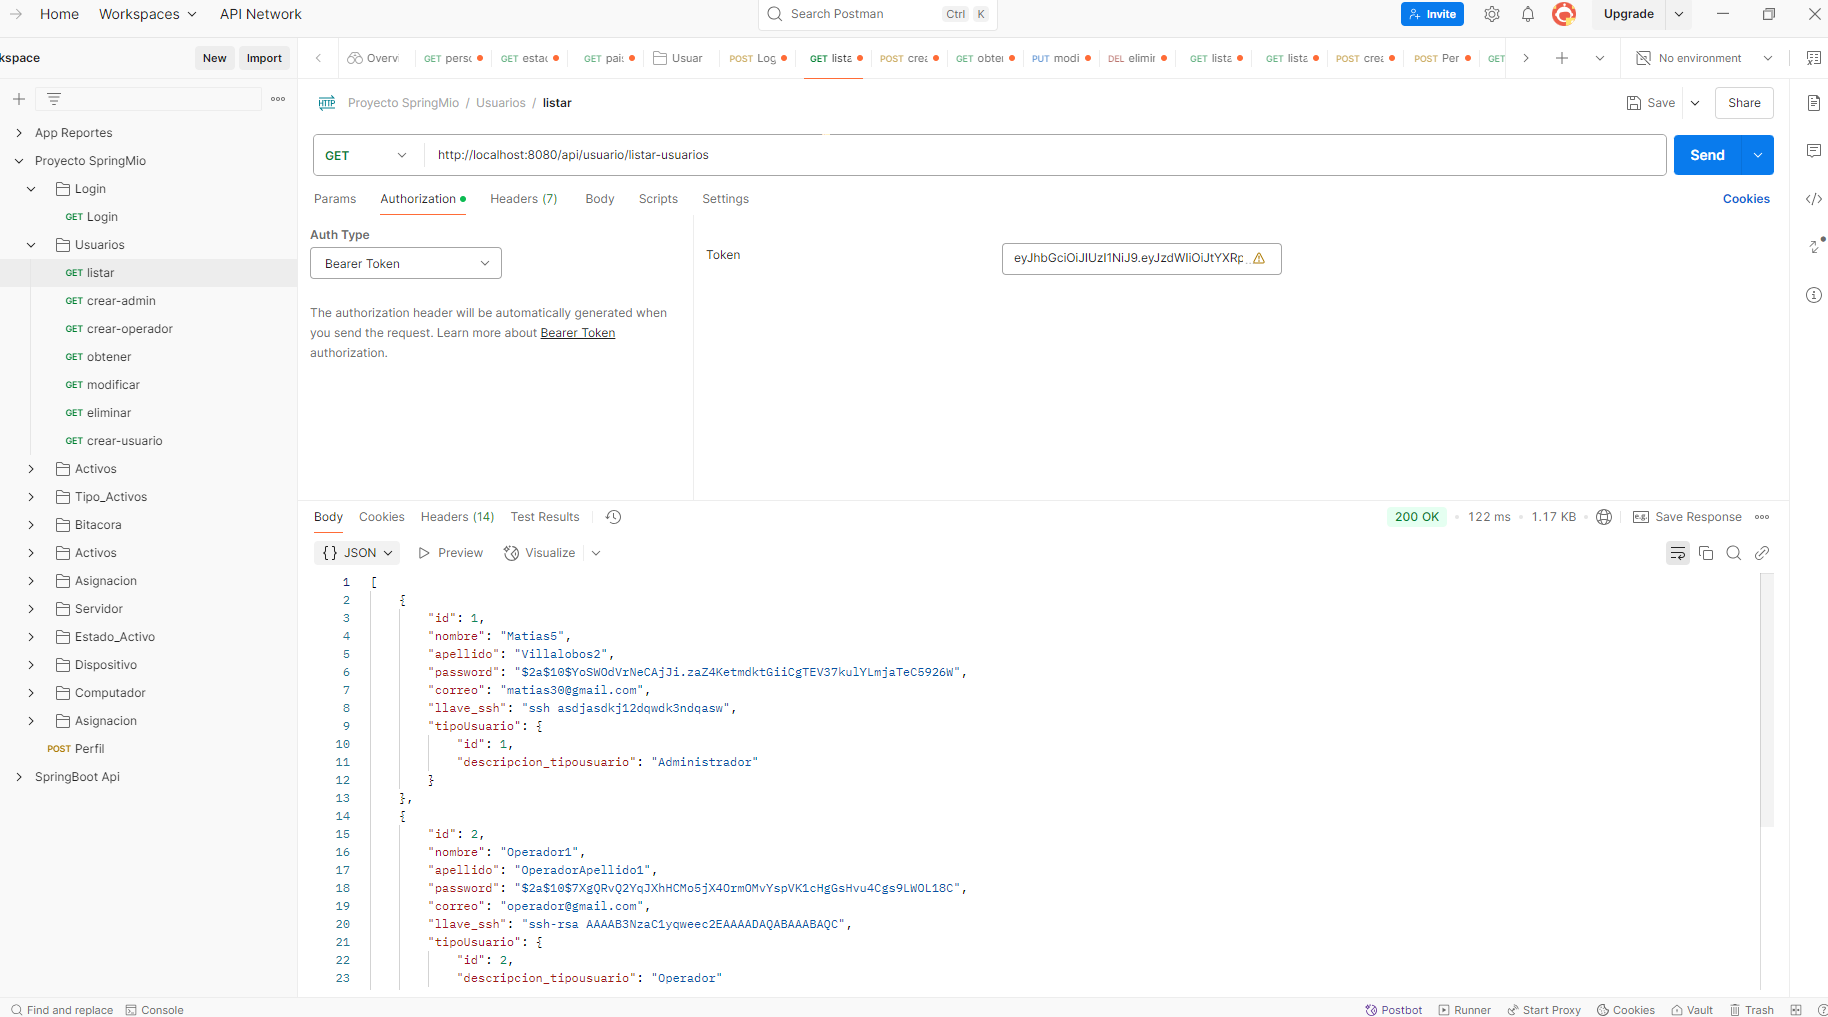 Home Workspaces API Network Search Postman Ctrl K Invite Upgrade
kspace New Import
Overvi GET perso GET estac GET pais Usuar POST Log GET lista POST crea GET obter PUT modi DEL elimir GET lista GET lista POST crea POST Per GET No environment
HTTP Proyecto SpringMio / Usuarios / listar Save Share
App Reportes
Proyecto SpringMio
Login
GET Login
Usuarios
GET listar
GET crear-admin
GET crear-operador
GET obtener
GET modificar
GET eliminar
GET crear-usuario
Activos
Tipo_Activos
Bitacora
Activos
Asignacion
Servidor
Estado_Activo
Dispositivo
Computador
Asignacion
POST Perfil
SpringBoot Api
GET http://localhost:8080/api/usuario/listar-usuarios Send
Params Authorization Headers (7) Body Scripts Settings Cookies
Auth Type
Bearer Token
The authorization header will be automatically generated when
you send the request. Learn more about Bearer Token
authorization.
Token eyJhbGciOiJIUzI1NiJ9.eyJzdWIiOiJtYXRp
Body Cookies Headers (14) Test Results 200 OK 122 ms 1.17 KB e.g. Save Response
{} JSON Preview Visualize
1 [
2 {
3 "id": 1,
4 "nombre": "Matias5",
5 "apellido": "Villalobos2",
6 "password": "$2a$10$YoSWOdVrNeCAjJi.zaZ4KetmdktGiiCgTEV37kulYLmjaTeC5926W",
7 "correo": "matias30@gmail.com",
8 "llave_ssh": "ssh asdjasdkj12dqwdk3ndqasw",
9 "tipoUsuario": {
10 "id": 1,
11 "descripcion_tipousuario": "Administrador"
12 }
13 },
14 {
15 "id": 2,
16 "nombre": "Operador1",
17 "apellido": "OperadorApellido1",
18 "password": "$2a$10$7XgQRvQ2YqJXhHCMo5jX4OrmOMvYspVK1cHgGsHvu4Cgs9LWOL18C",
19 "correo": "operador@gmail.com",
20 "llave_ssh": "ssh-rsa AAAAB3NzaC1yqweec2EAAAADAQABAAABAQC",
21 "tipoUsuario": {
22 "id": 2,
23 "descripcion_tipousuario": "Operador"
Find and replace Console Postbot Runner Start Proxy Cookies Vault Trash